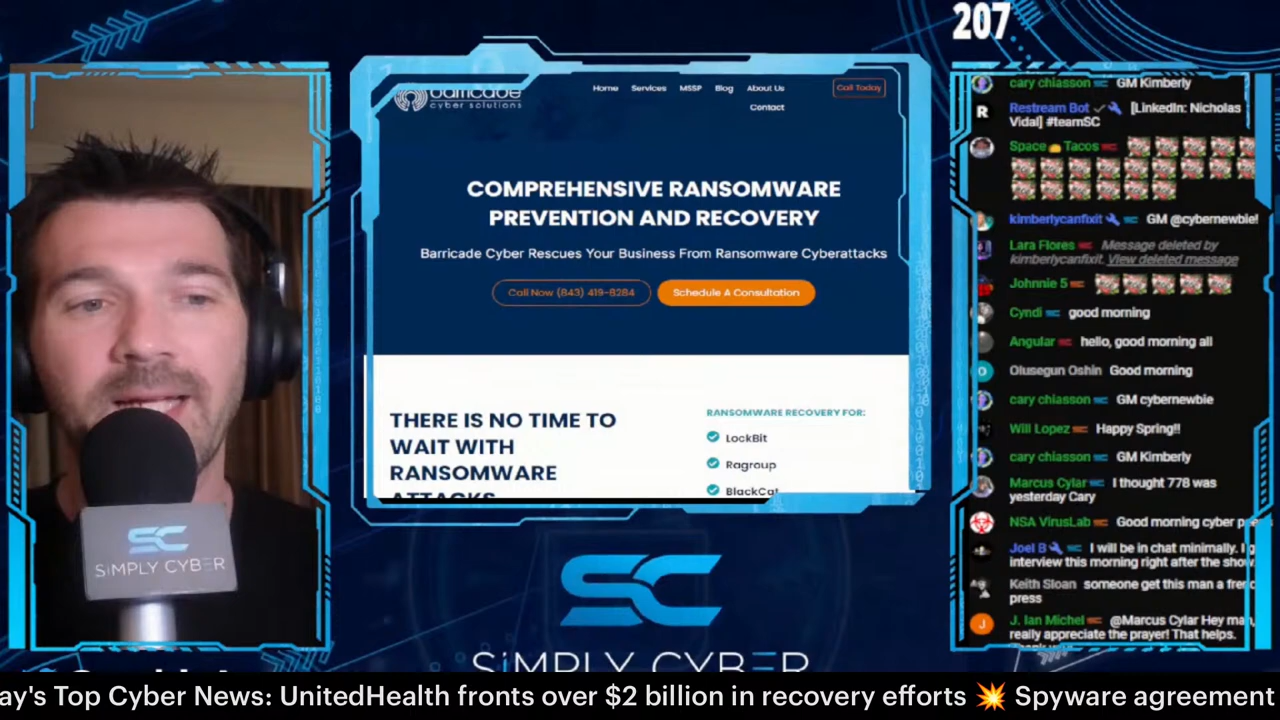 207
barricade
cyber solutions
Home Services MSSP Blog About Us
Contact
Call Today
COMPREHENSIVE RANSOMWARE
PREVENTION AND RECOVERY
Barricade Cyber Rescues Your Business From Ransomware Cyberattacks
Call Now (843) 419-8284
Schedule A Consultation
THERE IS NO TIME TO
WAIT WITH
RANSOMWARE
ATTACKS
RANSOMWARE RECOVERY FOR:
LockBit
Ragroup
BlackCat
SC
SiMPLY CYBER
SC
SiMPLY CYBER
cary chiasson GM Kimberly
R Restream Bot [LinkedIn: Nicholas
Vidal] #teamSC
Space Tacos
kimberlycanfixit GM @cybernewbie!
Lara Flores Message deleted by
kimberlycanfixit. View deleted message
Johnnie 5
Cyndi good morning
Angular hello, good morning all
O Olusegun Oshin Good morning
cary chiasson GM cybernewbie
Will Lopez Happy Spring!!
cary chiasson GM Kimberly
Marcus Cylar I thought 778 was
yesterday Cary
NSA VirusLab Good morning cyber
Joel B I will be in chat minimally. I
interview this morning right after the show.
Keith Sloan someone get this man a
press
J J. Ian Michel @Marcus Cylar Hey man,
really appreciate the prayer! That helps.
ay's Top Cyber News: UnitedHealth fronts over $2 billion in recovery efforts 💥 Spyware agreement